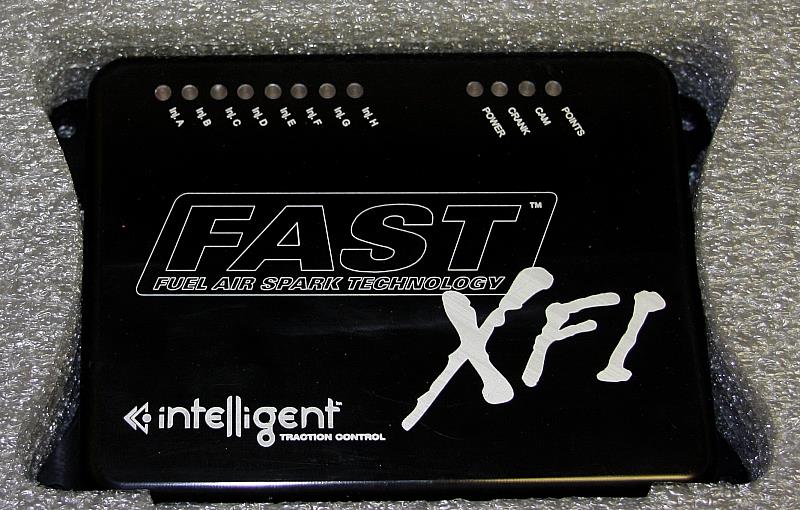 Inj. A Inj. B Inj. C Inj. D Inj. E Inj. F Inj. G Inj. H POWER CRANK CAM POINTS
FAST™
FUEL AIR SPARK TECHNOLOGY
XFI
intelligent™
TRACTION CONTROL